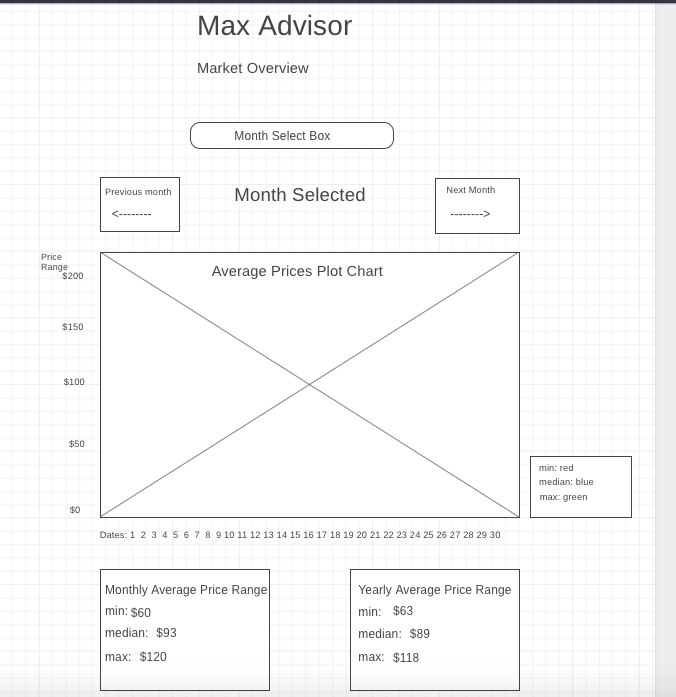 Max Advisor
Market Overview
Month Select Box
Previous month
<--------
Month Selected
Next Month
-------->
Price
Range
$200
$150
$100
$50
$0
Average Prices Plot Chart
min: red
median: blue
max: green
Dates: 1 2 3 4 5 6 7 8 9 10 11 12 13 14 15 16 17 18 19 20 21 22 23 24 25 26 27 28 29 30
Monthly Average Price Range
min: $60
median: $93
max: $120
Yearly Average Price Range
min: $63
median: $89
max: $118